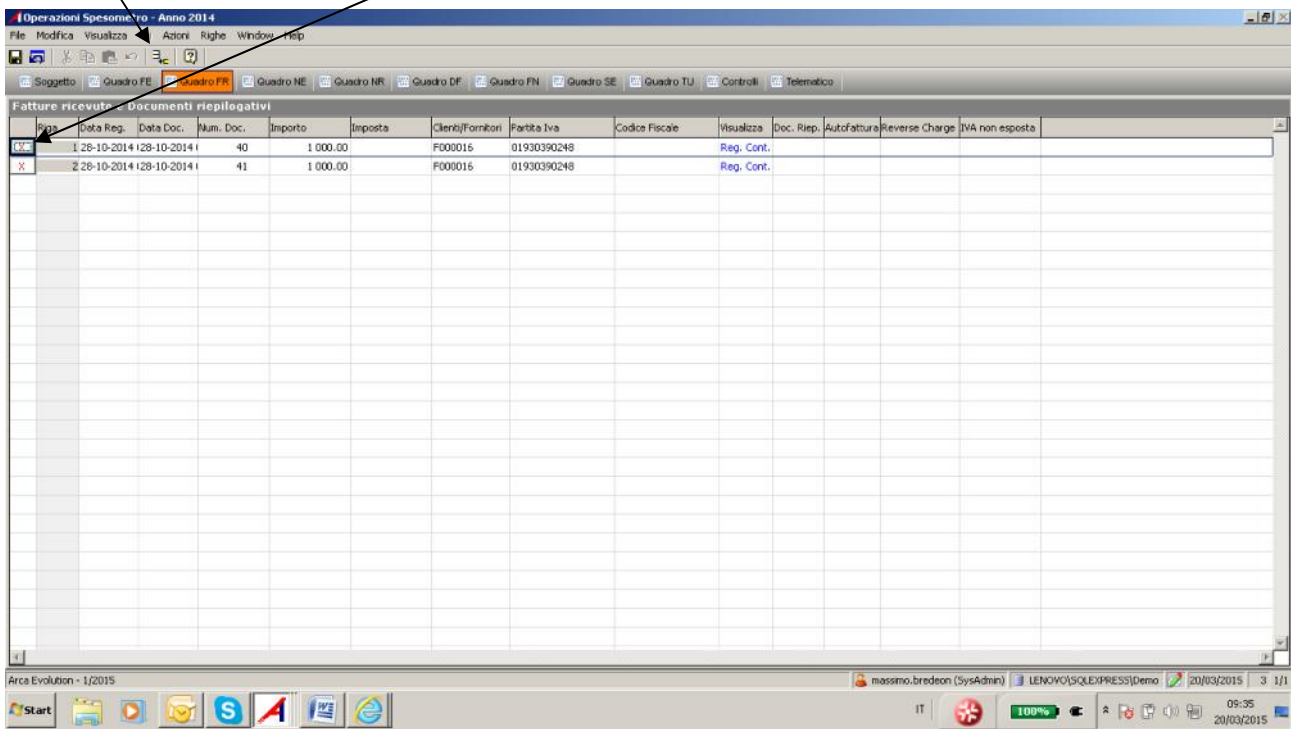 Operazioni Spesometro - Anno 2014
File Modifica Visualizza Azioni Righe Window Help
Soggetto Quadro FE Quadro FR Quadro NE Quadro NR Quadro DF Quadro FN Quadro SE Quadro TU Controlli Telematico
Fatture ricevute e Documenti riepilogativi
Riga Data Reg. Data Doc. Num. Doc. Importo Imposta Clienti/Fornitori Partita Iva Codice Fiscale Visualizza Doc. Riep. Autofattura Reverse Charge IVA non esposta
X 1 28-10-2014 28-10-2014 40 1 000.00 F000016 01930390248 Reg. Cont.
X 2 28-10-2014 28-10-2014 41 1 000.00 F000016 01930390248 Reg. Cont.
Arca Evolution - 1/2015 massimo.bredeon (SysAdmin) LENOVO\SQLEXPRESS\Demo 20/03/2015 3 1/1
Start IT 100% 09:35
20/03/2015